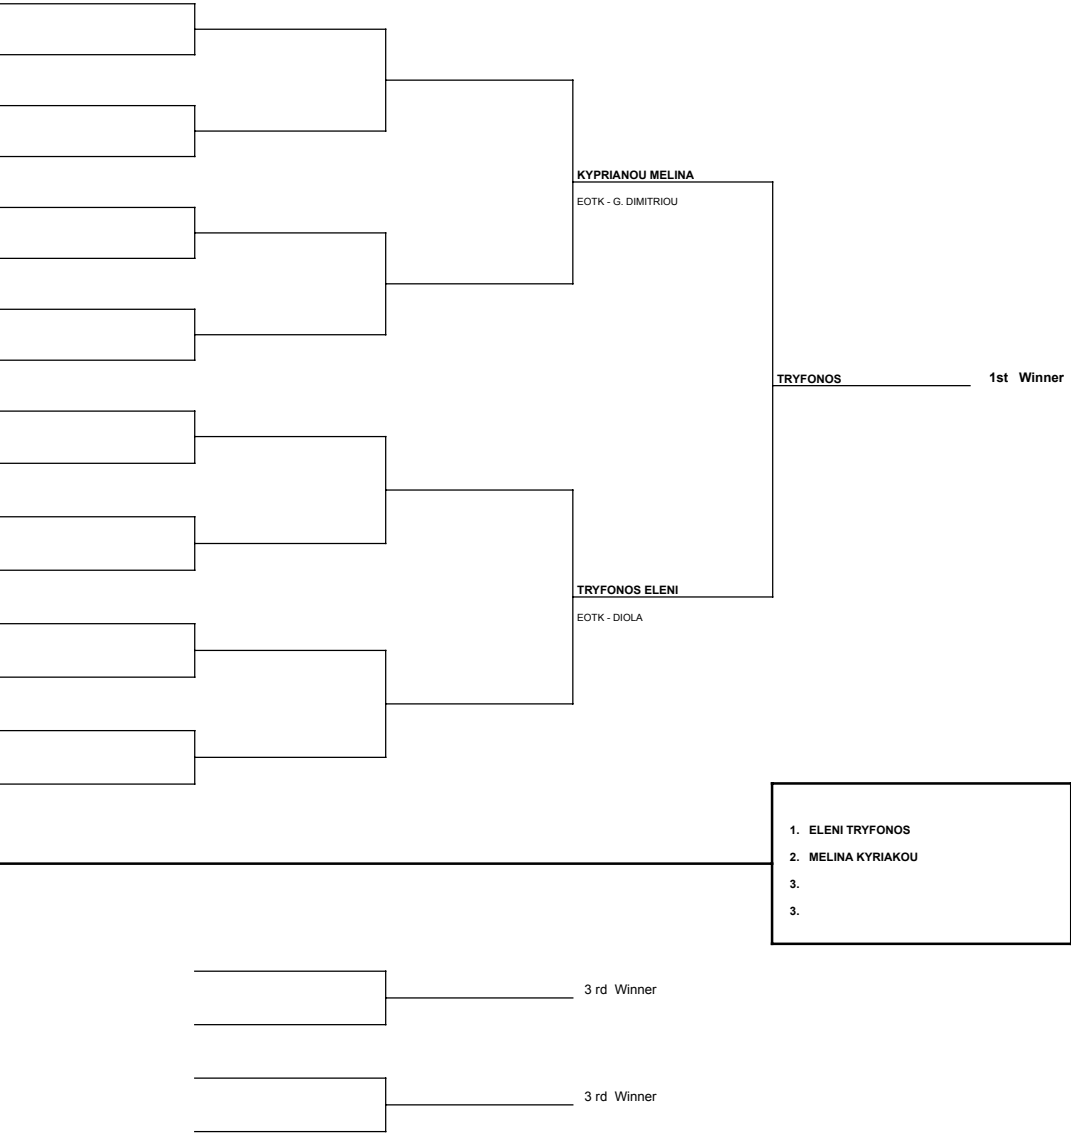 KYPRIANOU MELINA
EOTK - G. DIMITRIOU
TRYFONOS
1st Winner
TRYFONOS ELENI
EOTK - DIOLA
1. ELENI TRYFONOS
2. MELINA KYRIAKOU
3.
3.
3 rd Winner
3 rd Winner